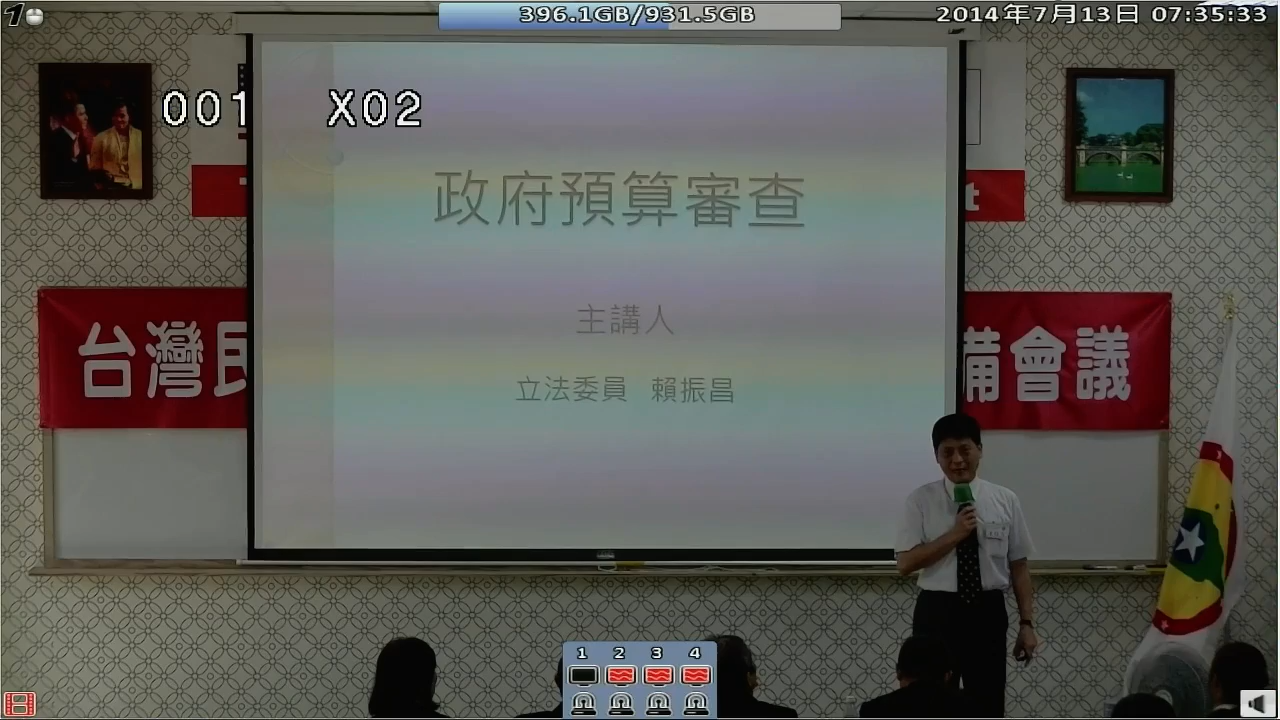 1
396.1GB/931.5GB
2014年7月13日 07:35:33
001 X02
政府預算審查
t
主講人
台灣民
備會議
立法委員 賴振昌
1 2 3 4